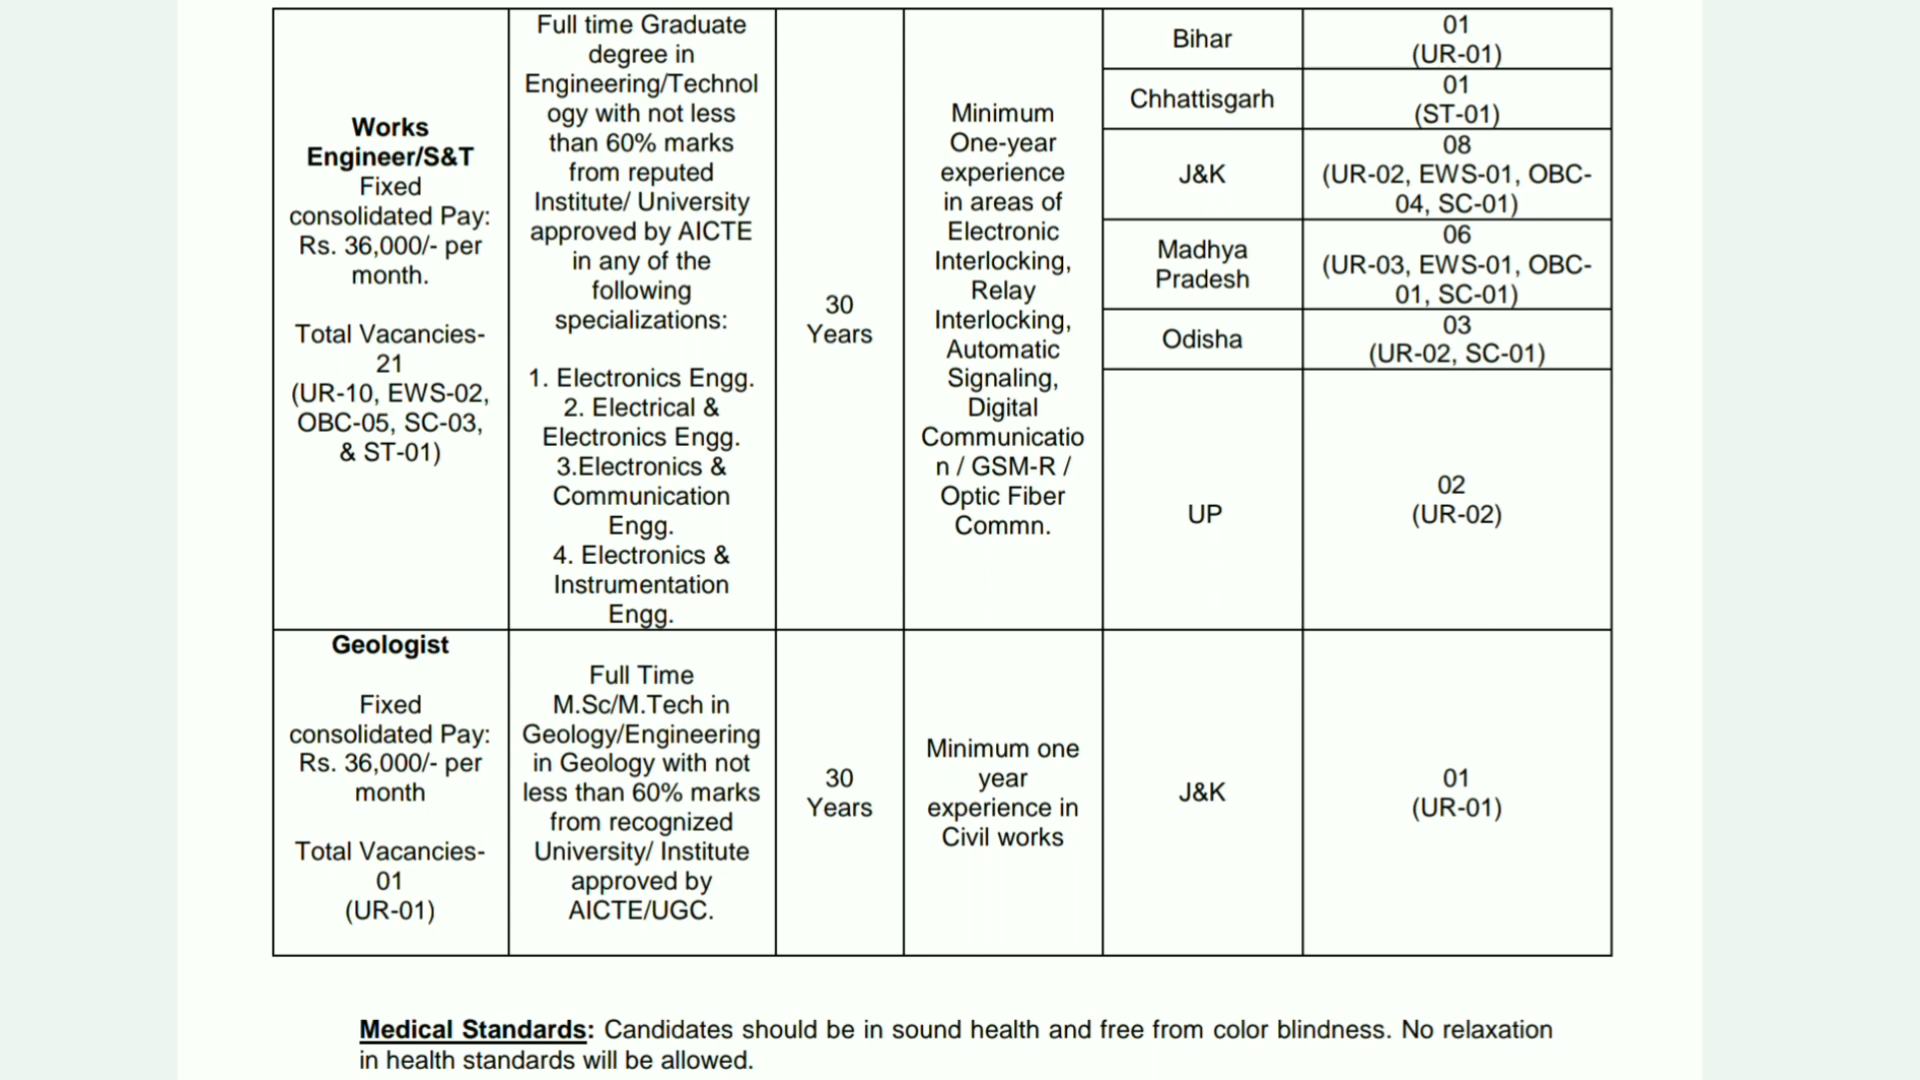 Works
Engineer/S&T
Fixed
consolidated Pay:
Rs. 36,000/- per
month.
Total Vacancies-
21
(UR-10, EWS-02,
OBC-05, SC-03,
& ST-01)
Full time Graduate
degree in
Engineering/Technol
ogy with not less
than 60% marks
from reputed
Institute/ University
approved by AICTE
in any of the
following
specializations:
1. Electronics Engg.
2. Electrical &
Electronics Engg.
3.Electronics &
Communication
Engg.
4. Electronics &
Instrumentation
Engg.
30
Years
Minimum
One-year
experience
in areas of
Electronic
Interlocking,
Relay
Interlocking,
Automatic
Signaling,
Digital
Communicatio
n / GSM-R /
Optic Fiber
Commn.
Bihar
01
(UR-01)
Chhattisgarh
01
(ST-01)
J&K
08
(UR-02, EWS-01, OBC-
04, SC-01)
Madhya
Pradesh
06
(UR-03, EWS-01, OBC-
01, SC-01)
Odisha
03
(UR-02, SC-01)
UP
02
(UR-02)
Geologist
Fixed
consolidated Pay:
Rs. 36,000/- per
month
Total Vacancies-
01
(UR-01)
Full Time
M.Sc/M.Tech in
Geology/Engineering
in Geology with not
less than 60% marks
from recognized
University/ Institute
approved by
AICTE/UGC.
30
Years
Minimum one
year
experience in
Civil works
J&K
01
(UR-01)
Medical Standards: Candidates should be in sound health and free from color blindness. No relaxation
in health standards will be allowed.